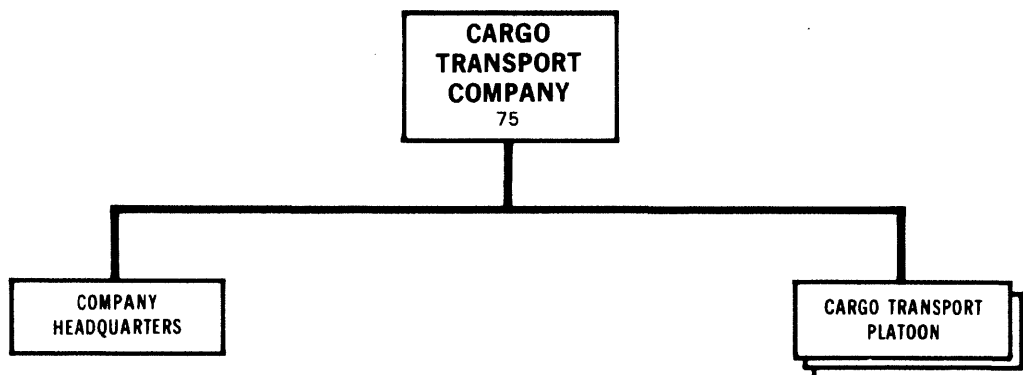 CARGO
TRANSPORT
COMPANY
75
COMPANY
HEADQUARTERS
CARGO TRANSPORT
PLATOON